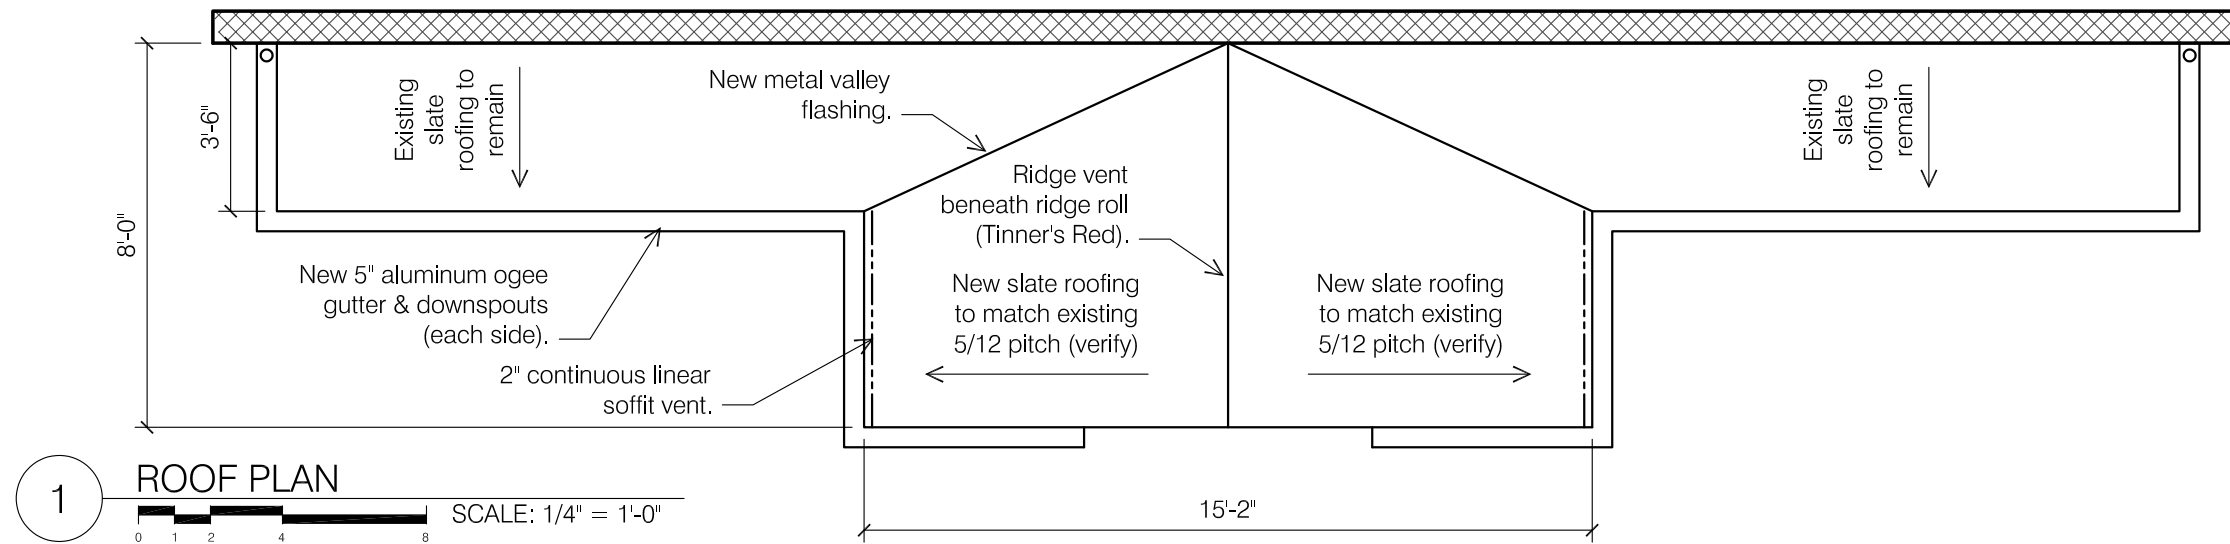 Existing
slate
roofing to
remain
New metal valley
flashing.
Existing
slate
roofing to
remain
3'-6"
8'-0"
Ridge vent
beneath ridge roll
(Tinner's Red).
New 5" aluminum ogee
gutter & downspouts
(each side).
New slate roofing
to match existing
5/12 pitch (verify)
New slate roofing
to match existing
5/12 pitch (verify)
2" continuous linear
soffit vent.
1
ROOF PLAN
SCALE: 1/4" = 1'-0"
0 1 2 4 8
15'-2"